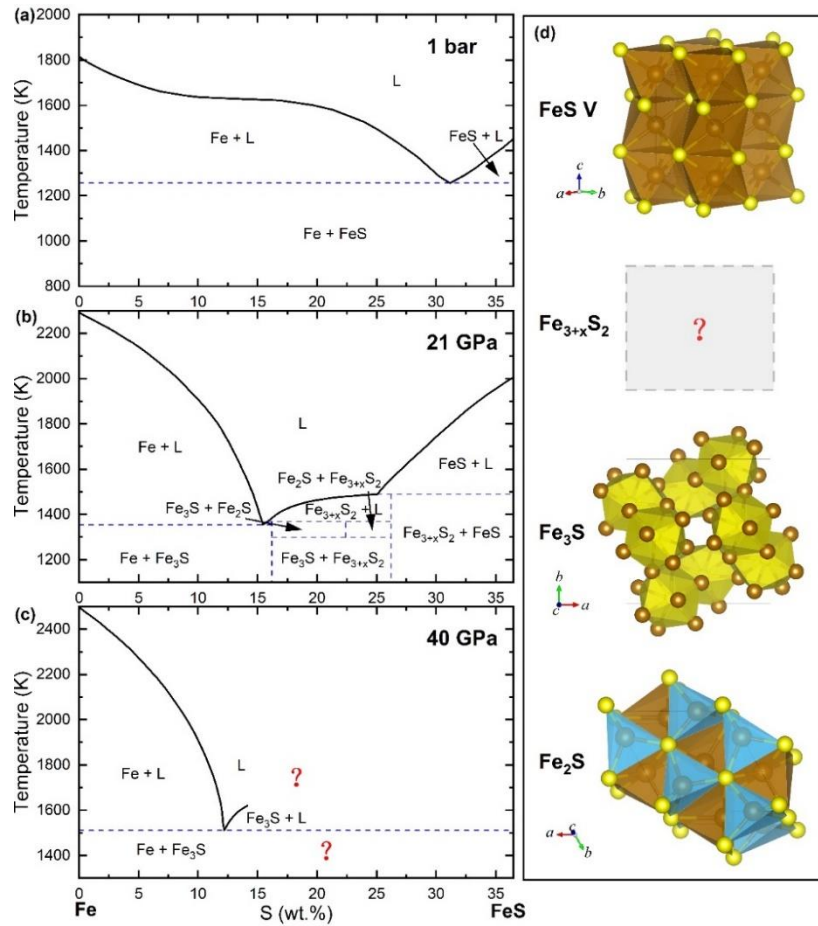 (a)
1 bar
L
Fe + L
FeS + L
Fe + FeS
Temperature (K)
2000
1800
1600
1400
1200
1000
800
0 5 10 15 20 25 30 35
(b)
21 GPa
L
Fe + L
Fe₂S + Fe₃₊ₓS₂
FeS + L
Fe₃S + Fe₂S
Fe₃₊ₓS₂ + L
Fe₃₊ₓS₂ + FeS
Fe + Fe₃S
Fe₃S + Fe₃₊ₓS₂
Temperature (K)
2200
2000
1800
1600
1400
1200
0 5 10 15 20 25 30 35
(c)
40 GPa
Fe + L
L
?
Fe₃S + L
Fe + Fe₃S
?
Temperature (K)
2400
2200
2000
1800
1600
1400
0 5 10 15 20 25 30 35
Fe
S (wt.%)
FeS
(d)
FeS V
c
a
b
Fe₃₊ₓS₂
?
Fe₃S
b
c
a
Fe₂S
a
c
b